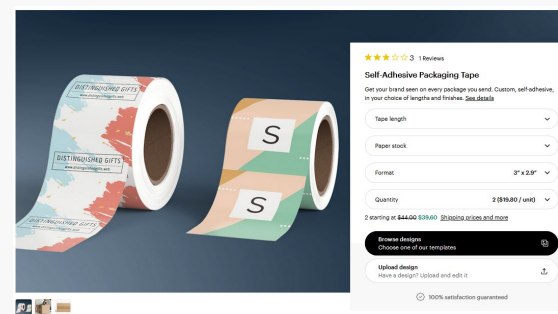 DISTINGUISHED GIFTS
www.distinguishedgifts.web
DISTINGUISHED GIFTS
www.distinguishedgifts.web
DISTINGUISHED GIFTS
S
S
3 1 Reviews
Self-Adhesive Packaging Tape
Get your brand seen on every package you send. Custom, self-adhesive,
in your choice of lengths and finishes. See details
Tape length
Paper stock
Format 3" x 2.9"
Quantity 2 ($19.80 / unit)
2 starting at $44.00 $39.60 Shipping prices and more
Browse designs
Choose one of our templates
Upload design
Have a design? Upload and edit it
100% satisfaction guaranteed